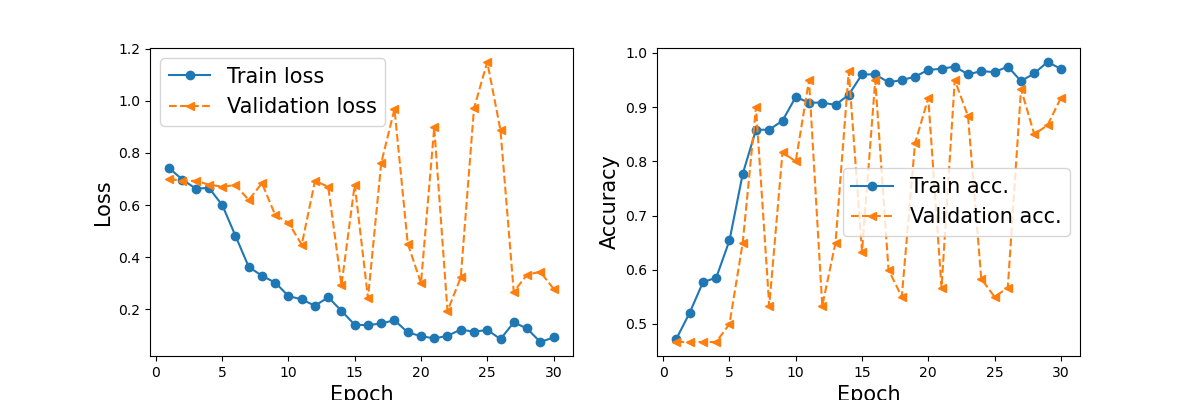 1.2
1.0
0.8
0.6
0.4
0.2
Loss
Train loss
Validation loss
0 5 10 15 20 25 30
Epoch
1.0
0.9
0.8
0.7
0.6
0.5
Accuracy
Train acc.
Validation acc.
0 5 10 15 20 25 30
Epoch